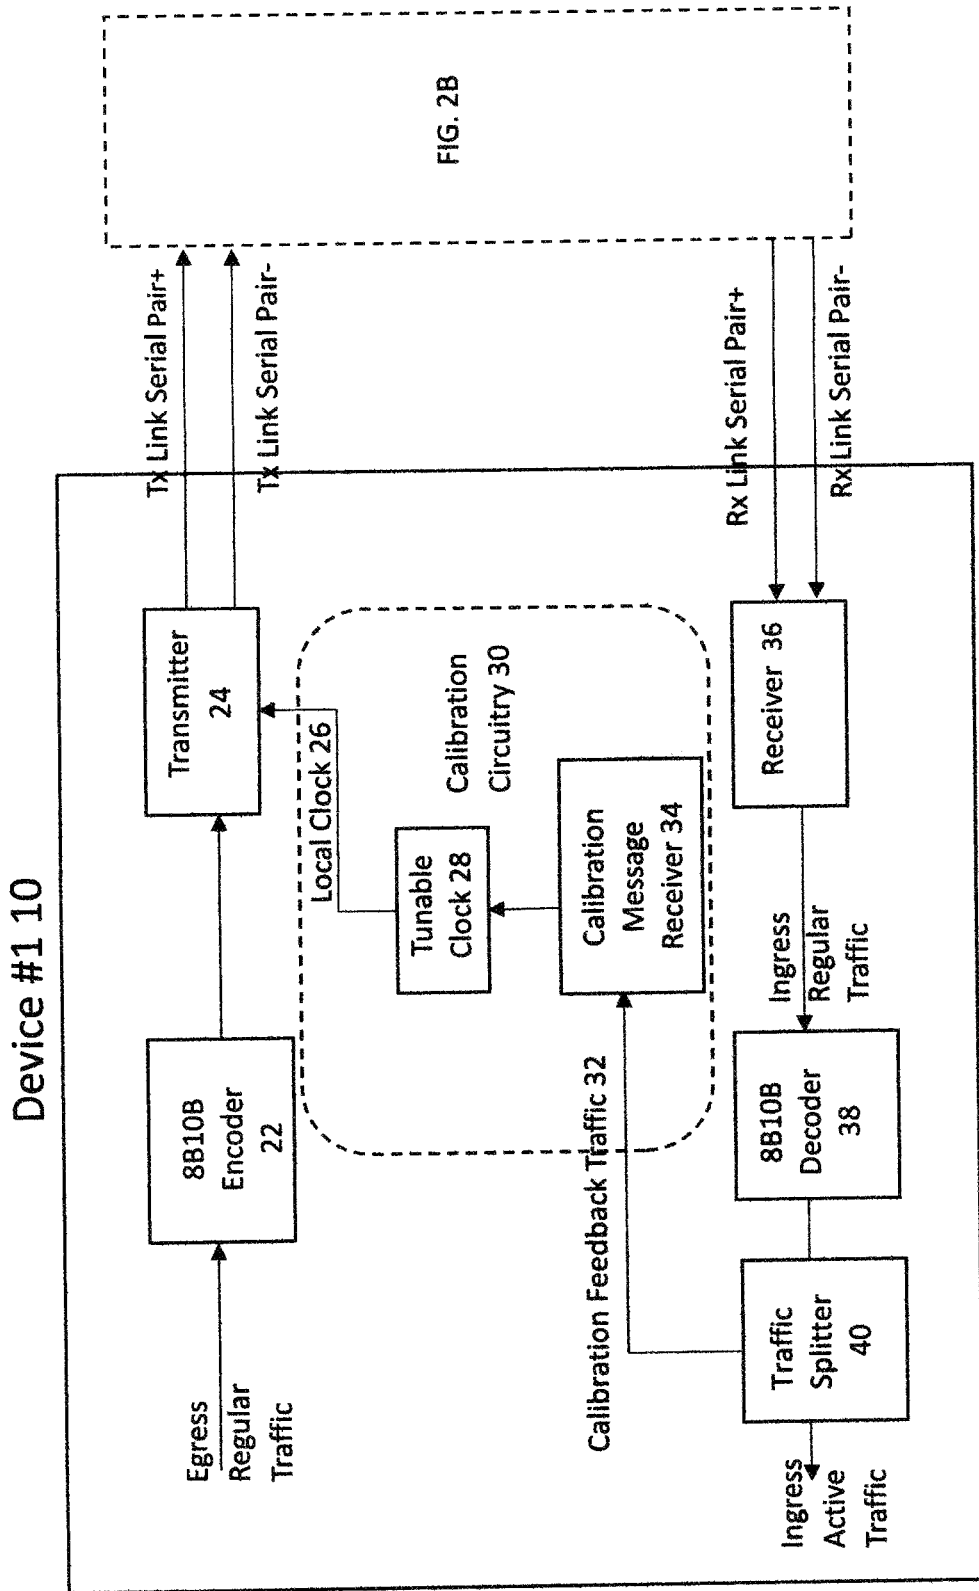 Device #1 10
Egress
Regular
Traffic
8B10B
Encoder
22
Transmitter
24
Tx Link Serial Pair+
Tx Link Serial Pair-
FIG. 2B
Local Clock 26
Tunable
Clock 28
Calibration
Circuitry 30
Calibration Feedback Traffic 32
Calibration
Message
Receiver 34
Ingress
Active
Traffic
Traffic
Splitter
40
8B10B
Decoder
38
Ingress
Regular
Traffic
Receiver 36
Rx Link Serial Pair+
Rx Link Serial Pair-